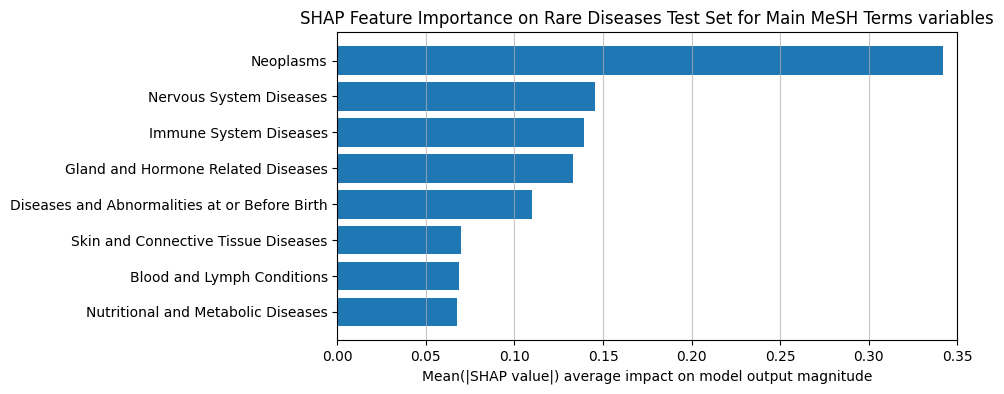 SHAP Feature Importance on Rare Diseases Test Set for Main MeSH Terms variables
Neoplasms
Nervous System Diseases
Immune System Diseases
Gland and Hormone Related Diseases
Diseases and Abnormalities at or Before Birth
Skin and Connective Tissue Diseases
Blood and Lymph Conditions
Nutritional and Metabolic Diseases
0.00 0.05 0.10 0.15 0.20 0.25 0.30 0.35
Mean(|SHAP value|) average impact on model output magnitude